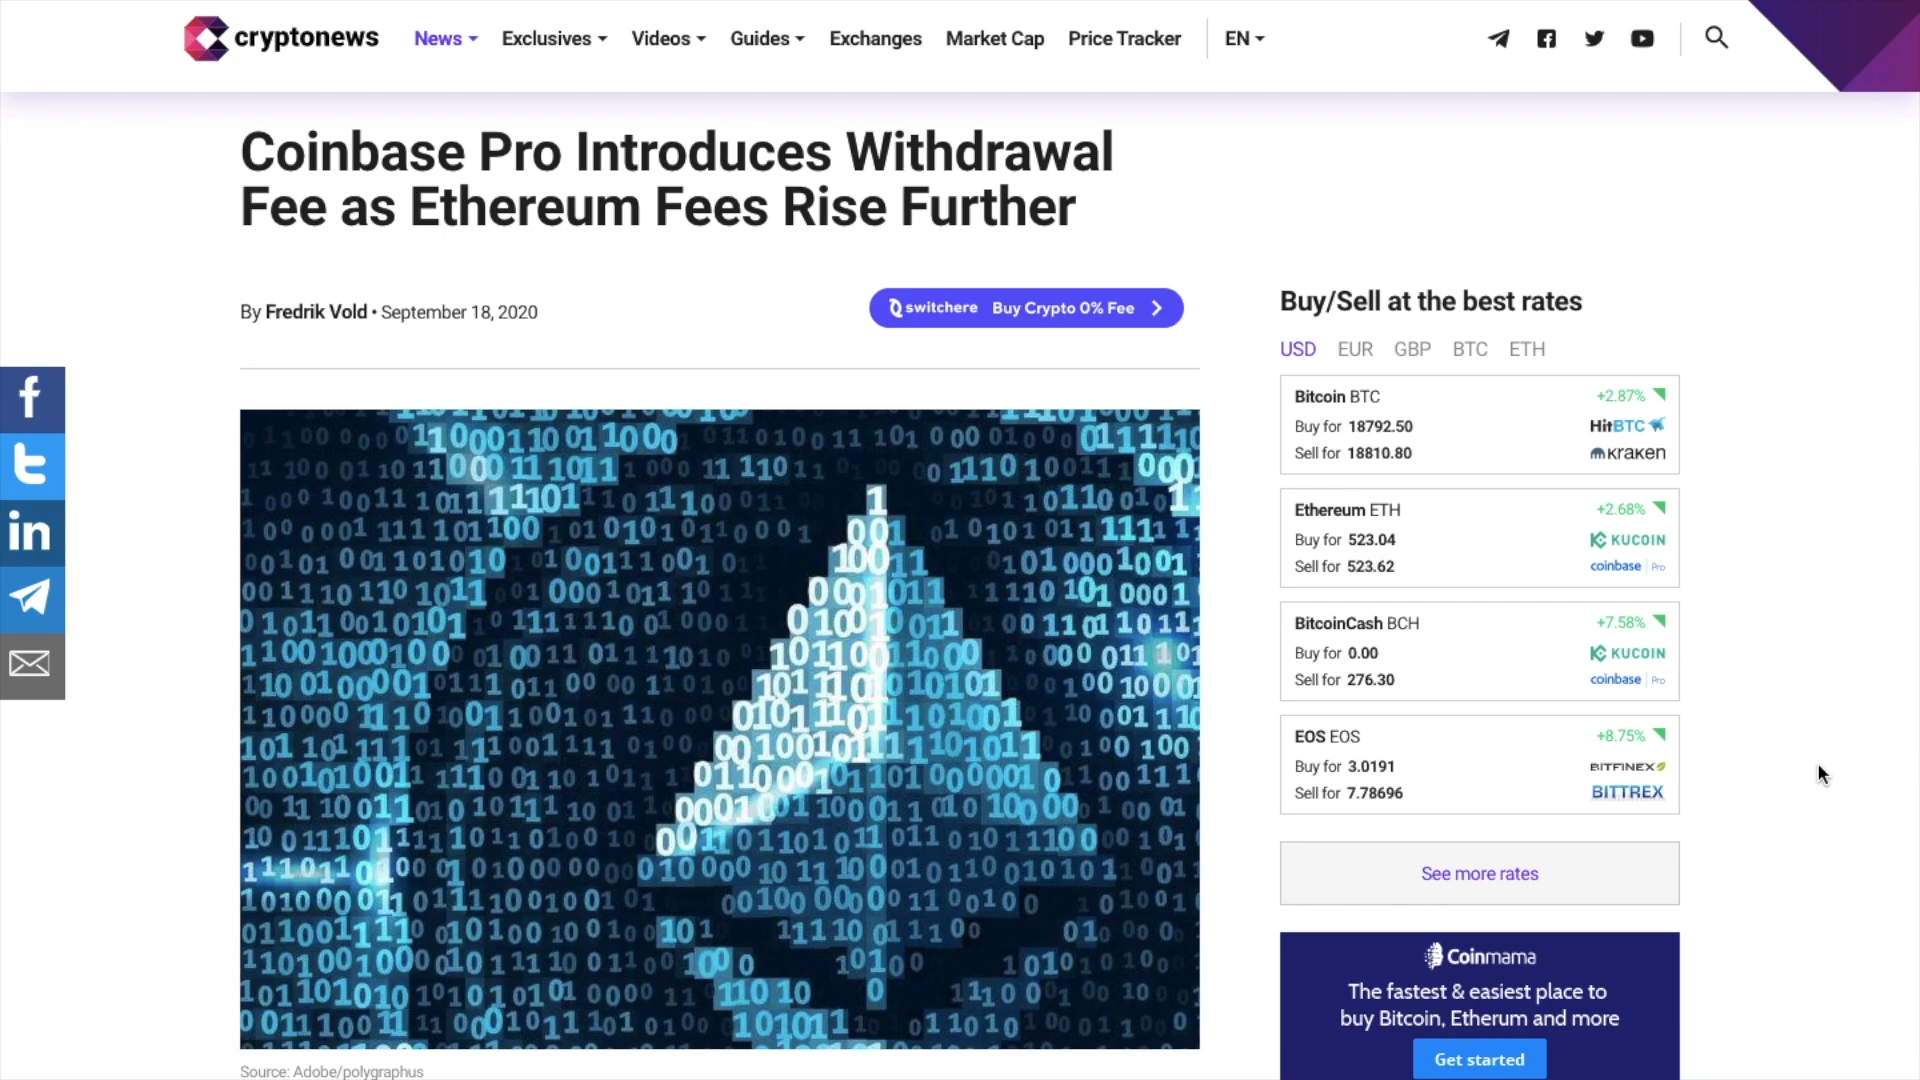 cryptonews
News
Exclusives
Videos
Guides
Exchanges
Market Cap
Price Tracker
EN
Coinbase Pro Introduces Withdrawal
Fee as Ethereum Fees Rise Further
By Fredrik Vold • September 18, 2020
switchere Buy Crypto 0% Fee
Source: Adobe/polygraphus
Buy/Sell at the best rates
USD EUR GBP BTC ETH
Bitcoin BTC +2.87%
Buy for 18792.50 HitBTC
Sell for 18810.80 kraken
Ethereum ETH +2.68%
Buy for 523.04 KUCOIN
Sell for 523.62 coinbase Pro
BitcoinCash BCH +7.58%
Buy for 0.00 KUCOIN
Sell for 276.30 coinbase Pro
EOS EOS +8.75%
Buy for 3.0191 BITFINEX
Sell for 7.78696 BITTREX
See more rates
Coinmama
The fastest & easiest place to
buy Bitcoin, Etherum and more
Get started